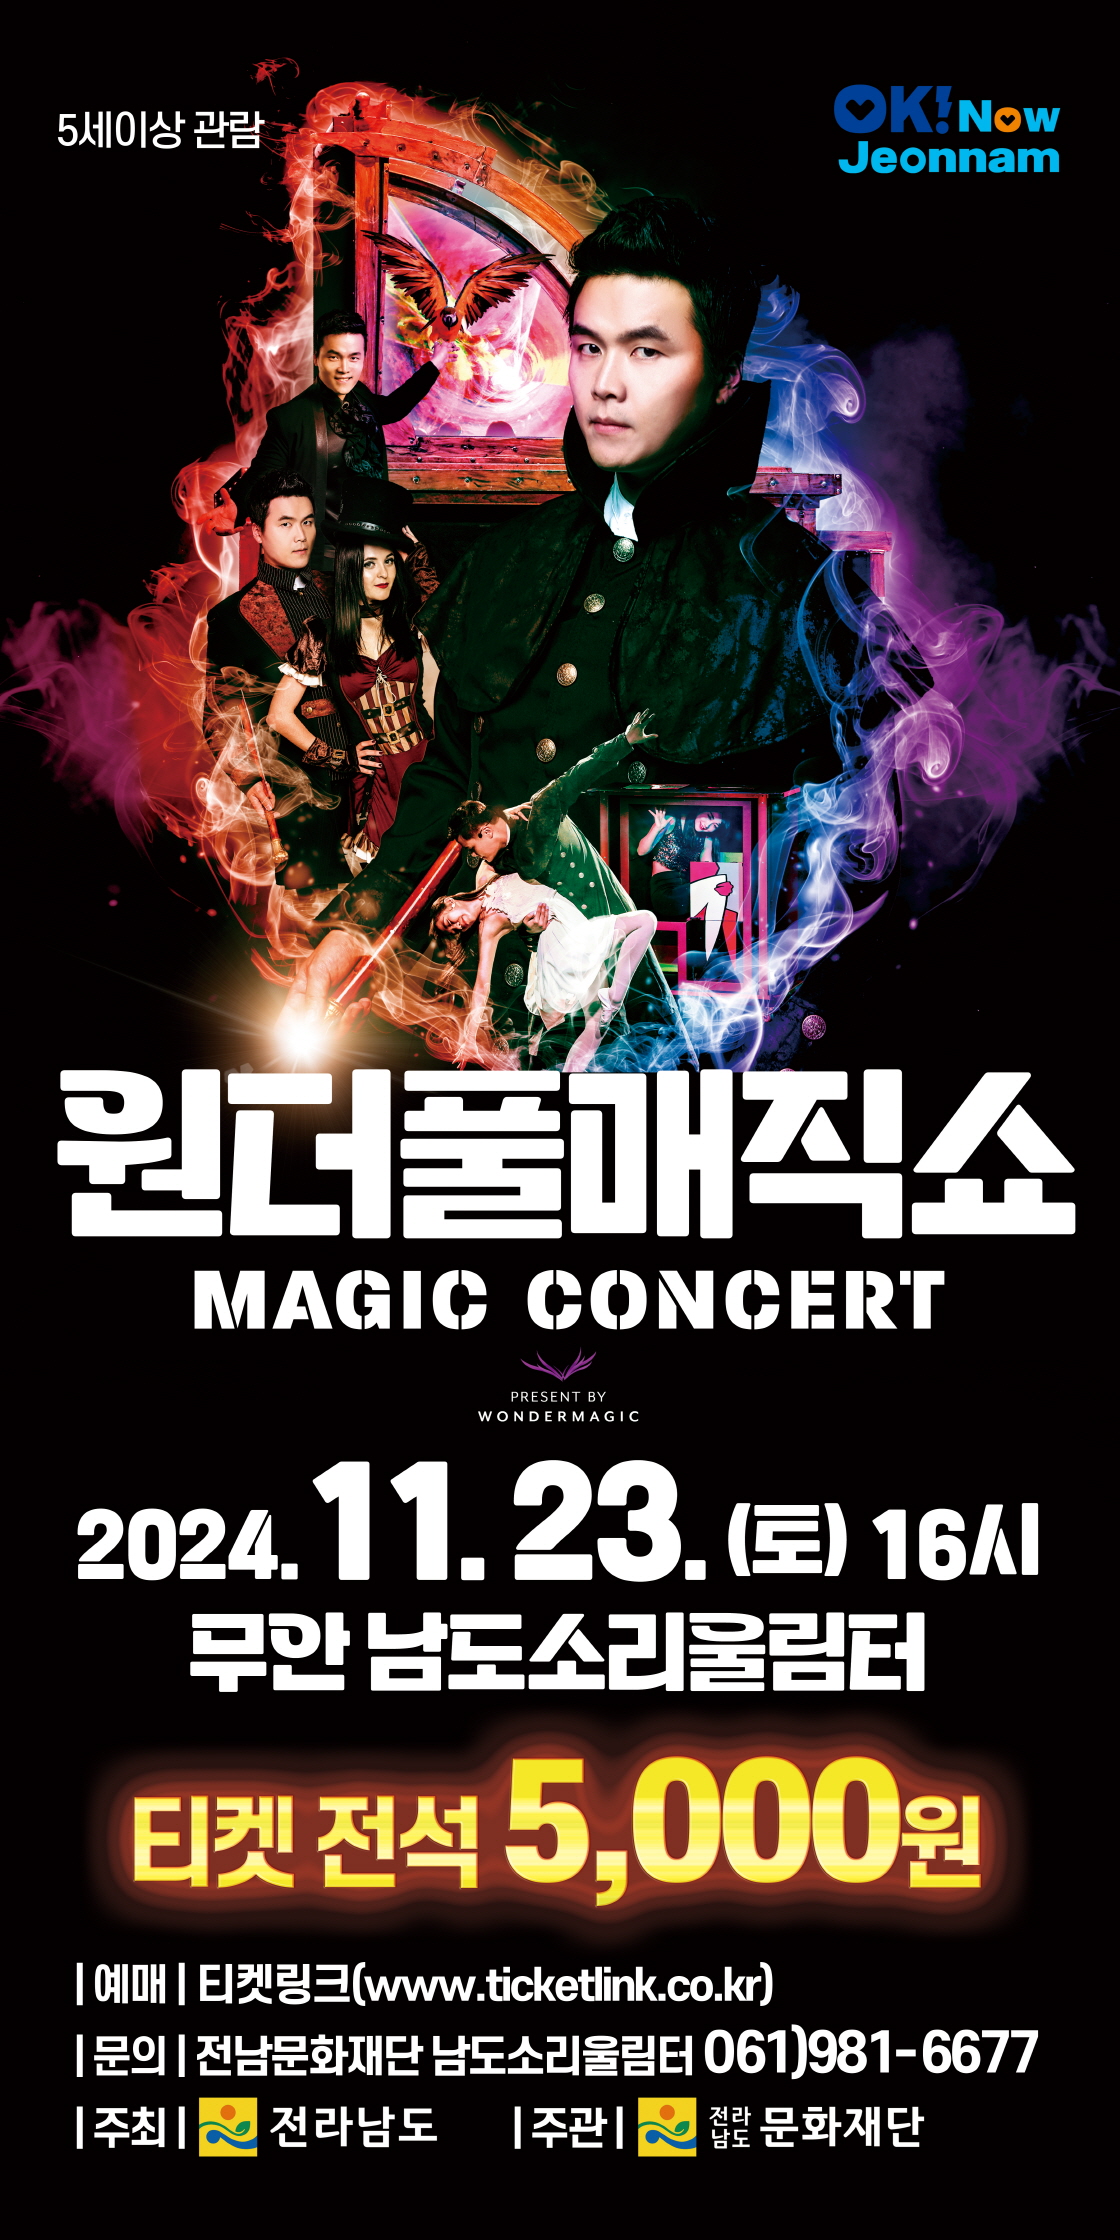 5세이상 관람
OK! Now
Jeonnam
원더풀매직쇼
MAGIC CONCERT
PRESENT BY
WONDERMAGIC
2024. 11. 23. (토) 16시
무안 남도소리울림터
티켓 전석 5,000원
| 예매 | 티켓링크(www.ticketlink.co.kr)
| 문의 | 전남문화재단 남도소리울림터 061)981-6677
| 주최 | 전라남도 | 주관 | 전라남도 문화재단